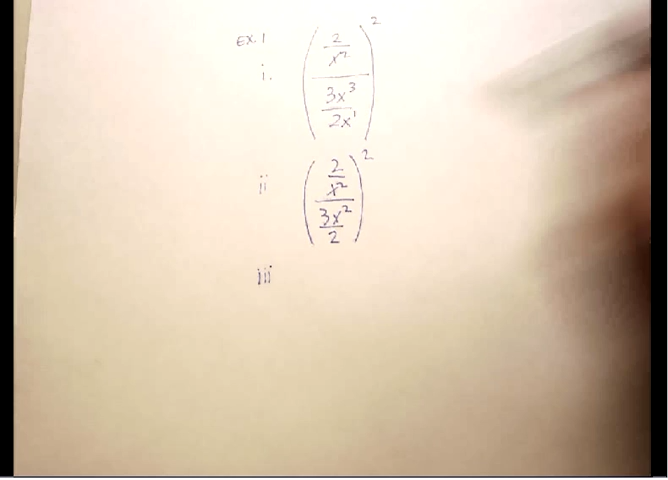 Ex.1
i. ((2/x²)/(3x³/2x¹))²
ii ((2/x²)/(3x²/2))²
iii